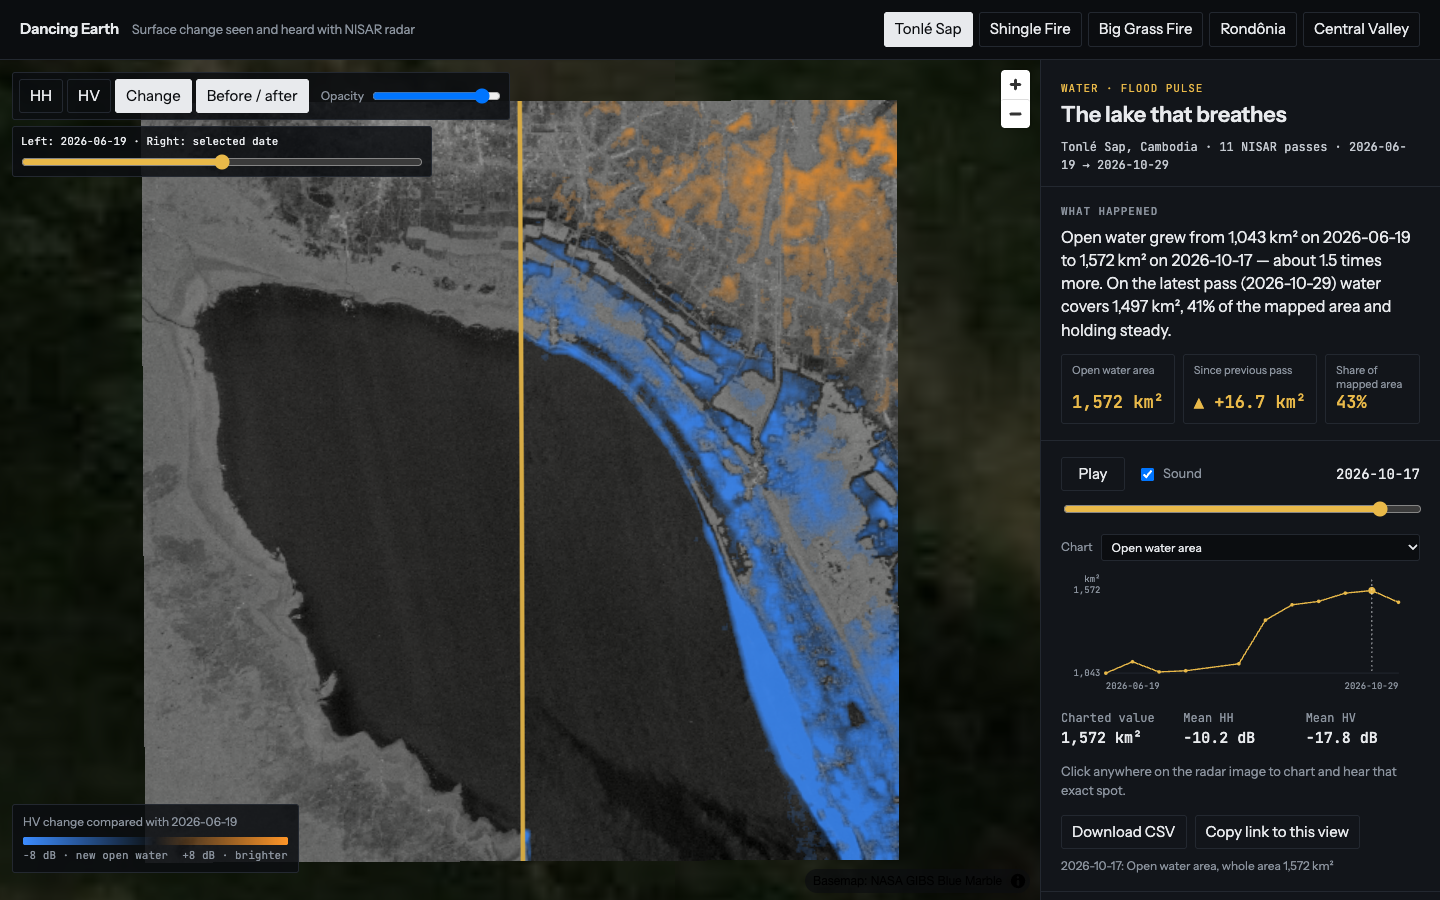 Dancing Earth Surface change seen and heard with NISAR radar
Tonlé Sap Shingle Fire Big Grass Fire Rondônia Central Valley
HH HV Change Before / after Opacity
Left: 2026-06-19 · Right: selected date
+
−
WATER · FLOOD PULSE
The lake that breathes
Tonlé Sap, Cambodia · 11 NISAR passes · 2026-06-
19 → 2026-10-29
WHAT HAPPENED
Open water grew from 1,043 km² on 2026-06-19
to 1,572 km² on 2026-10-17 — about 1.5 times
more. On the latest pass (2026-10-29) water
covers 1,497 km², 41% of the mapped area and
holding steady.
Open water area
1,572 km²
Since previous pass
▲ +16.7 km²
Share of
mapped area
43%
Play Sound 2026-10-17
Chart Open water area
km²
1,572
1,043
2026-06-19 2026-10-29
Charted value Mean HH Mean HV
1,572 km² -10.2 dB -17.8 dB
Click anywhere on the radar image to chart and hear that
exact spot.
Download CSV Copy link to this view
2026-10-17: Open water area, whole area 1,572 km²
HV change compared with 2026-06-19
-8 dB · new open water +8 dB · brighter
Basemap: NASA GIBS Blue Marble